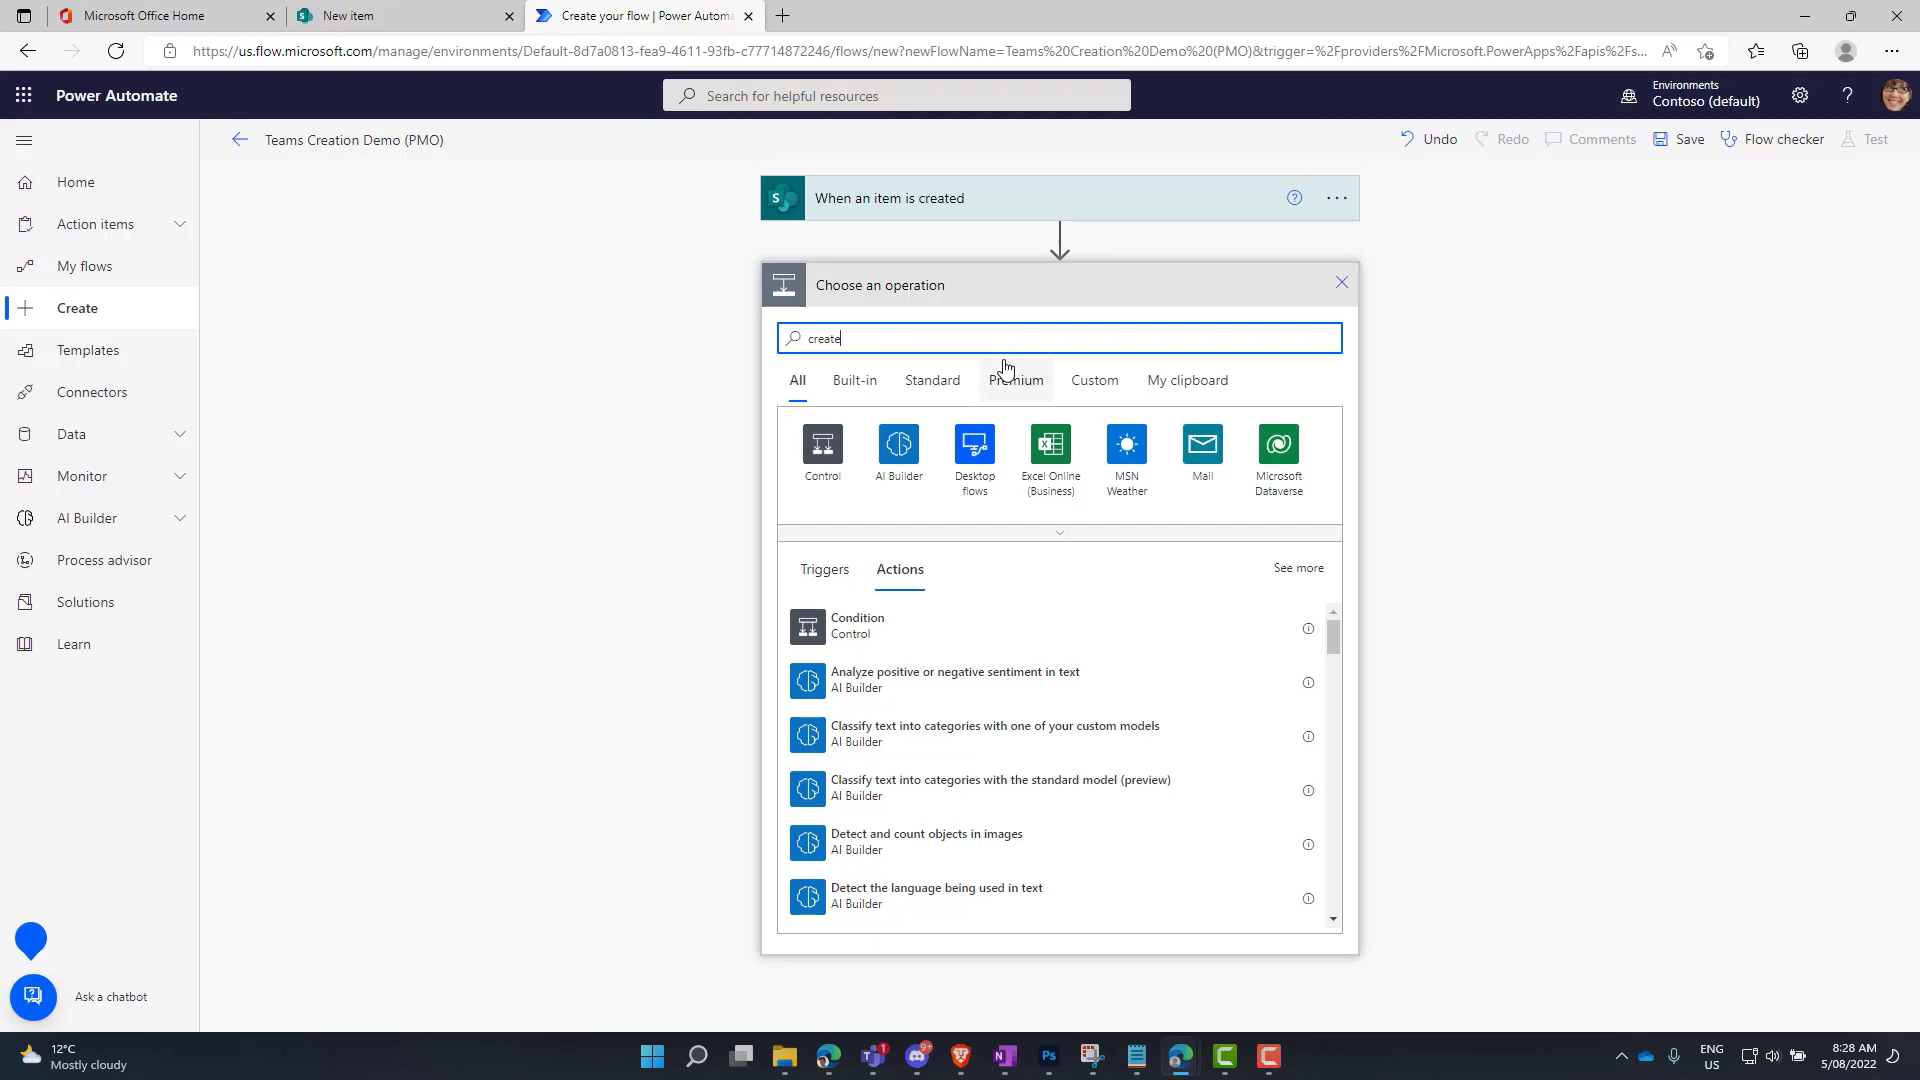 Microsoft Office Home
New item
Create your flow | Power Automa
https://us.flow.microsoft.com/manage/environments/Default-8d7a0813-fea9-4611-93fb-c77714872246/flows/new?newFlowName=Teams%20Creation%20Demo%20(PMO)&trigger=%2Fproviders%2FMicrosoft.PowerApps%2Fapis%2Fs...
Power Automate
Search for helpful resources
Environments
Contoso (default)
Teams Creation Demo (PMO)
Undo
Redo
Comments
Save
Flow checker
Test
Home
Action items
My flows
Create
Templates
Connectors
Data
Monitor
AI Builder
Process advisor
Solutions
Learn
Ask a chatbot
When an item is created
Choose an operation
create
All
Built-in
Standard
Premium
Custom
My clipboard
Control
AI Builder
Desktop flows
Excel Online (Business)
MSN Weather
Mail
Microsoft Dataverse
Triggers
Actions
See more
Condition
Control
Analyze positive or negative sentiment in text
AI Builder
Classify text into categories with one of your custom models
AI Builder
Classify text into categories with the standard model (preview)
AI Builder
Detect and count objects in images
AI Builder
Detect the language being used in text
AI Builder
12°C
Mostly cloudy
ENG
US
8:28 AM
5/08/2022